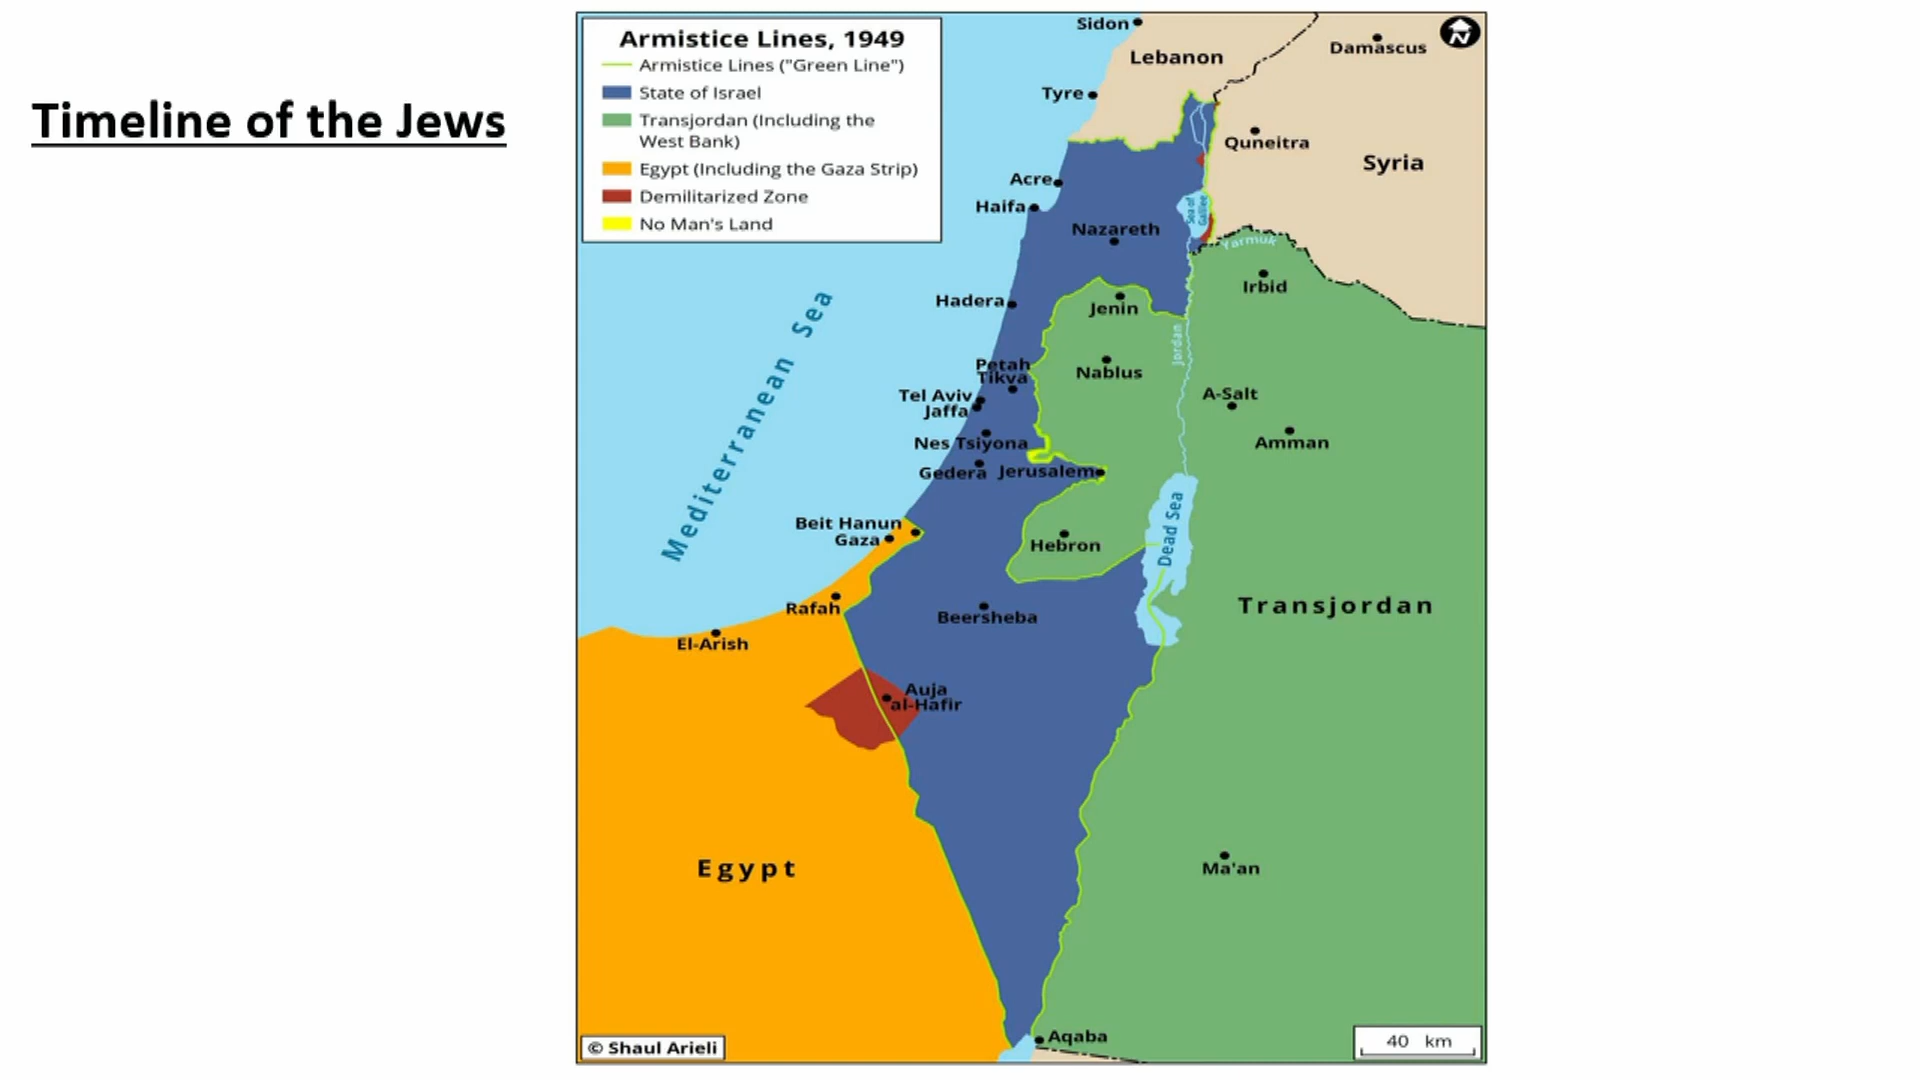 Timeline of the Jews
Armistice Lines, 1949
Armistice Lines ("Green Line")
State of Israel
Transjordan (Including the
West Bank)
Egypt (Including the Gaza Strip)
Demilitarized Zone
No Man's Land
Sidon
Lebanon
Damascus
N
Tyre
Quneitra
Syria
Acre
Haifa
Sea of
Galilee
Nazareth
Yarmuk
Irbid
Hadera
Jenin
Mediterranean Sea
Jordan
Petah
Tikva
Nablus
Tel Aviv
Jaffa
A-Salt
Amman
Nes Tsiyona
Gedera
Jerusalem
Dead Sea
Beit Hanun
Gaza
Hebron
Rafah
Beersheba
Transjordan
El-Arish
Auja
al-Hafir
Egypt
Ma'an
Aqaba
© Shaul Arieli
40 km